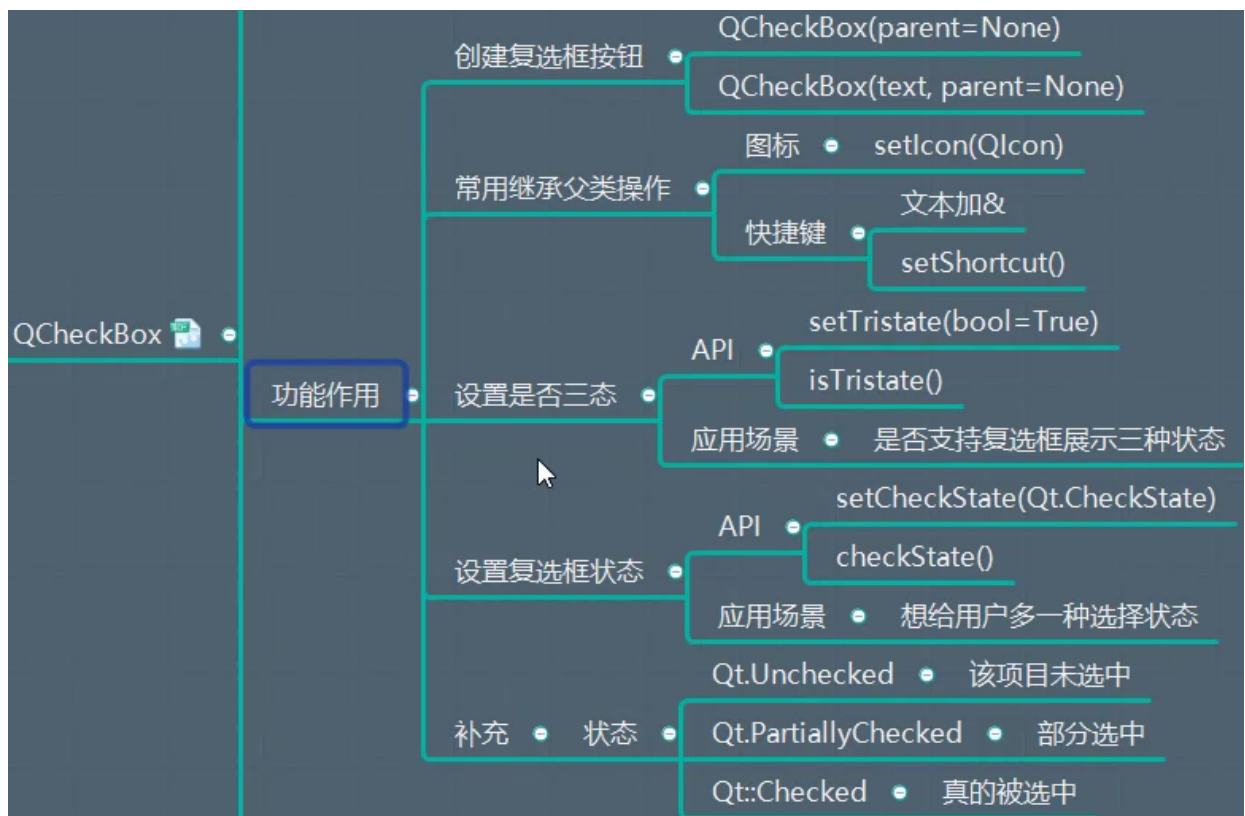 QCheckBox
功能作用
创建复选框按钮
QCheckBox(parent=None)
QCheckBox(text, parent=None)
常用继承父类操作
图标
setIcon(QIcon)
快捷键
文本加&
setShortcut()
设置是否三态
API
setTristate(bool=True)
isTristate()
应用场景
是否支持复选框展示三种状态
设置复选框状态
API
setCheckState(Qt.CheckState)
checkState()
应用场景
想给用户多一种选择状态
补充
状态
Qt.Unchecked
该项目未选中
Qt.PartiallyChecked
部分选中
Qt::Checked
真的被选中